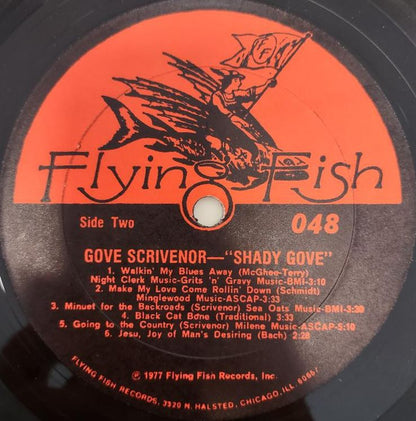 Flying Fish
Side Two
048
GOVE SCRIVENOR—"SHADY GOVE"
1. Walkin' My Blues Away (McGhee-Terry)
Night Clerk Music-Grits 'n' Gravy Music-BMI-3:10
2. Make My Love Come Rollin' Down (Schmidt)
Minglewood Music-ASCAP-3:33
3. Minuet for the Backroads (Scrivenor) Sea Oats Music-BMI-3:30
4. Black Cat Bone (Traditional) 3:33
5. Going to the Country (Scrivenor) Milene Music-ASCAP-5:10
6. Jesu, Joy of Man's Desiring (Bach) 2:28
℗ 1977 Flying Fish Records, Inc.
FLYING FISH RECORDS, 3320 N. HALSTED, CHICAGO, ILL. 60657